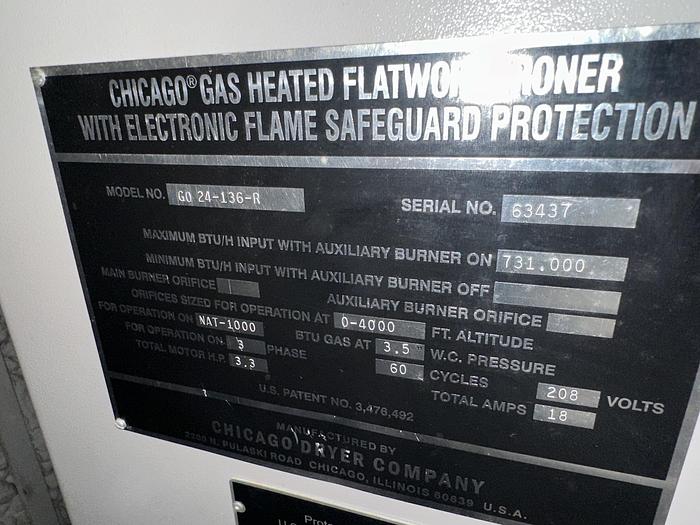 CHICAGO® GAS HEATED FLATWO RONER
WITH ELECTRONIC FLAME SAFEGUARD PROTECTION
MODEL NO. GO 24-136-R SERIAL NO. 63437
MAXIMUM BTU/H INPUT WITH AUXILIARY BURNER ON 731.000
MINIMUM BTU/H INPUT WITH AUXILIARY BURNER OFF
MAIN BURNER ORIFICE AUXILIARY BURNER ORIFICE
ORIFICES SIZED FOR OPERATION AT 0-4000 FT. ALTITUDE
FOR OPERATION ON NAT-1000 BTU GAS AT 3.5 W.C. PRESSURE
FOR OPERATION ON 3 PHASE 60 CYCLES 208 VOLTS
TOTAL MOTOR H.P. 3.3 TOTAL AMPS 18
U.S. PATENT NO. 3,476,492
MANUFACTURED BY
CHICAGO DRYER COMPANY
2200 N. PULASKI ROAD CHICAGO, ILLINOIS 60639 U.S.A.